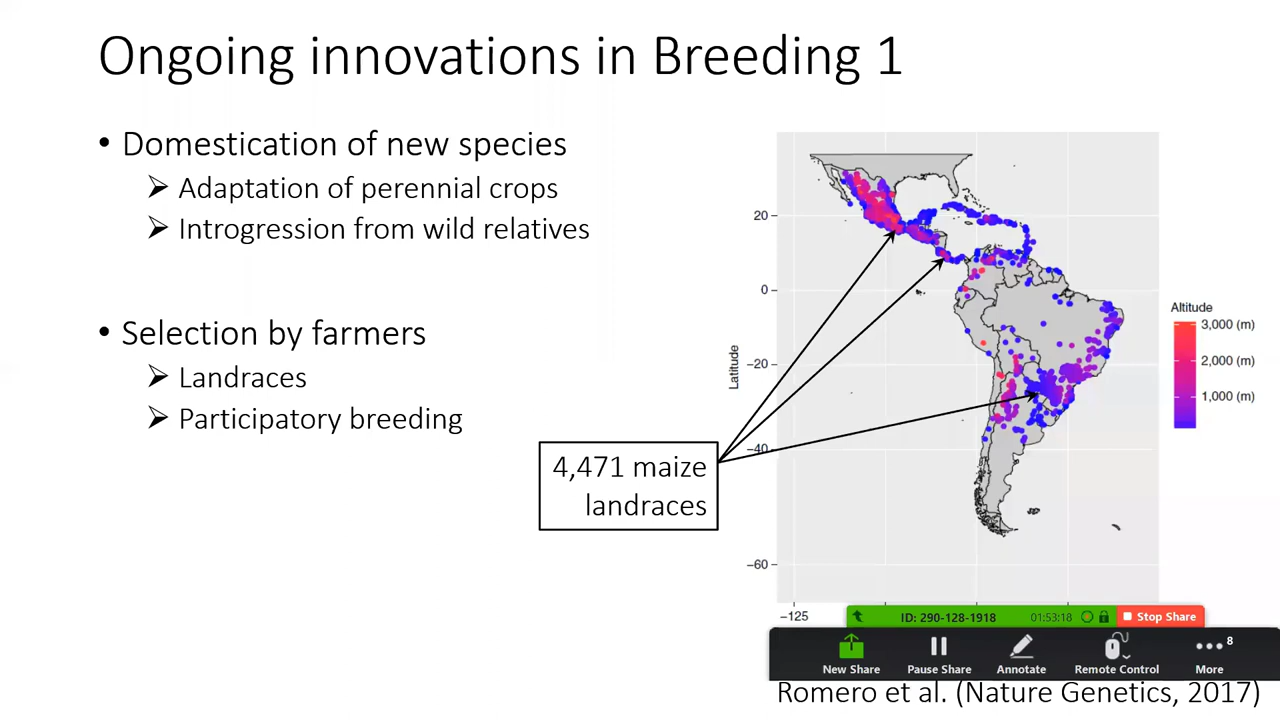 Ongoing innovations in Breeding 1
• Domestication of new species
➢ Adaptation of perennial crops
➢ Introgression from wild relatives
• Selection by farmers
➢ Landraces
➢ Participatory breeding
4,471 maize
landraces
Latitude
20
0
−20
−40
−60
−125
Altitude
3,000 (m)
2,000 (m)
1,000 (m)
ID: 290-128-1918
01:53:18
Stop Share
New Share
Pause Share
Annotate
Remote Control
8
More
Romero et al. (Nature Genetics, 2017)